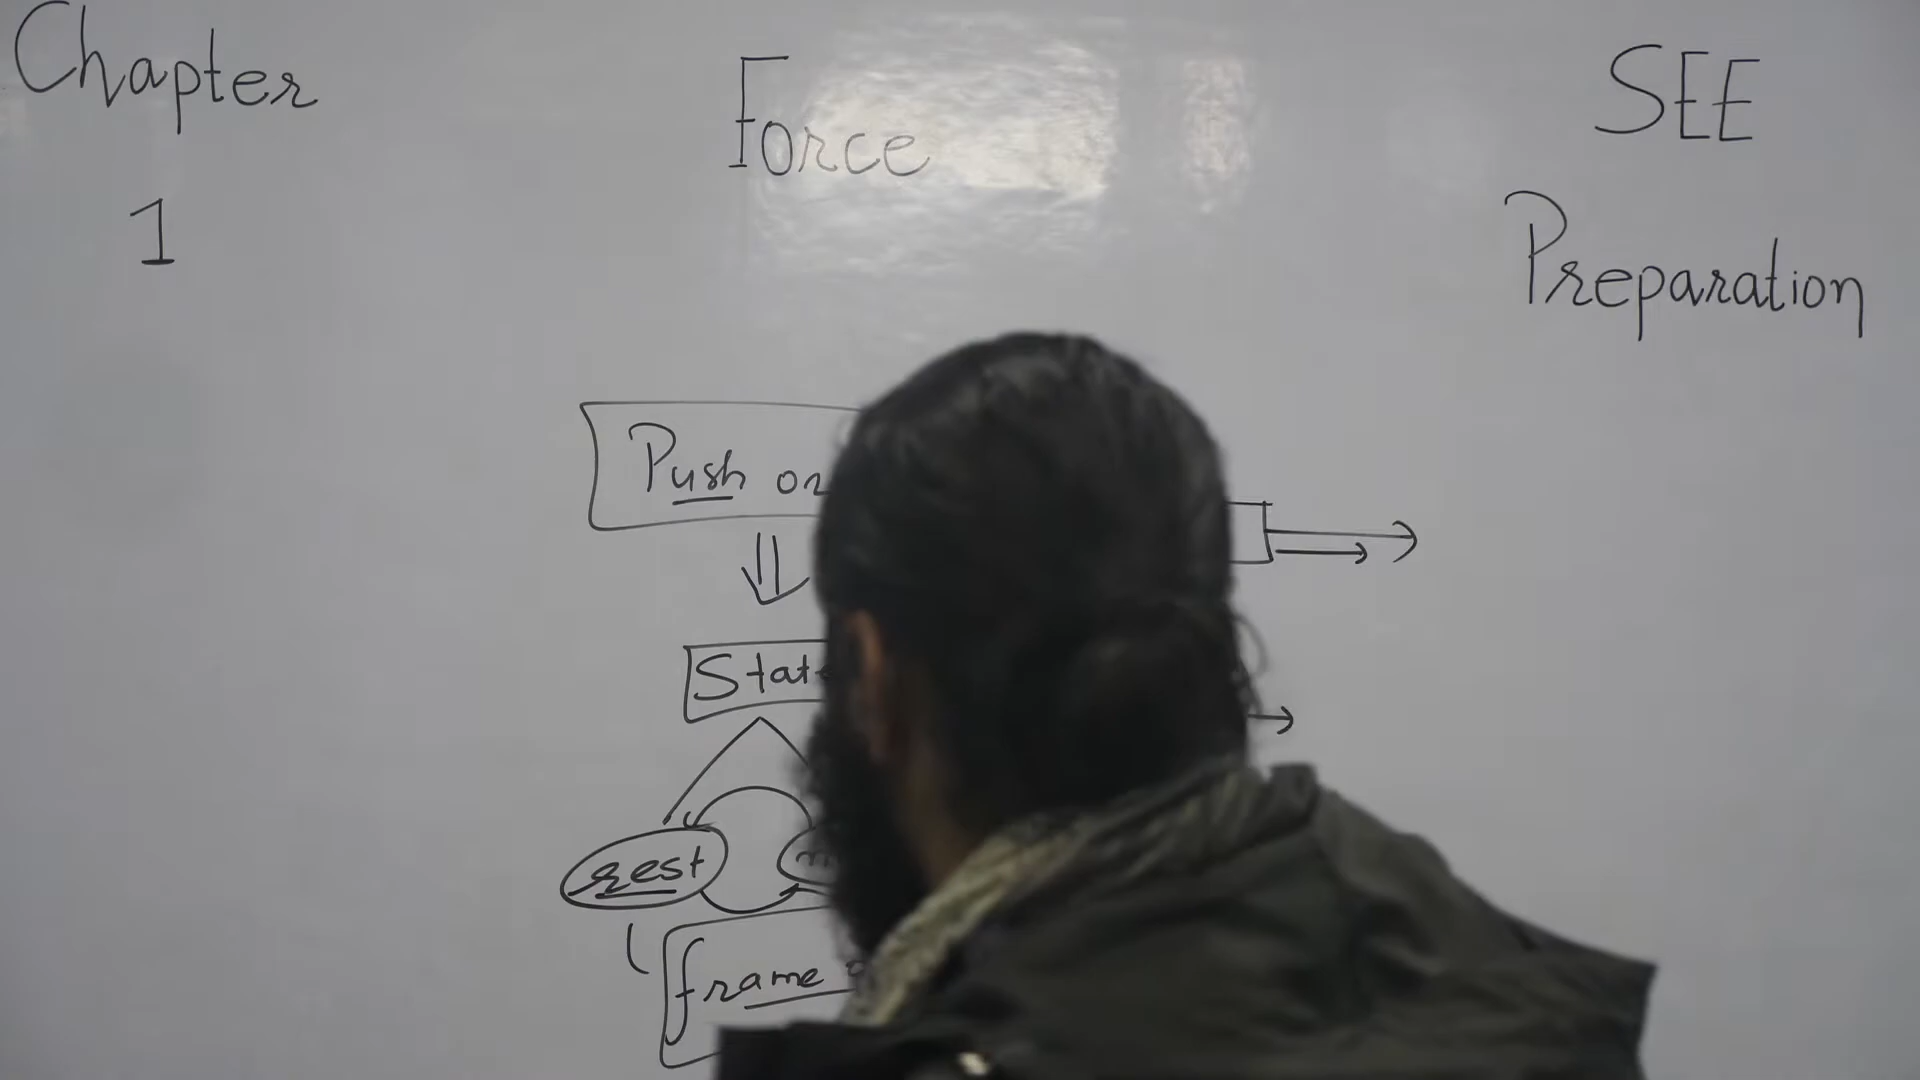 Chapter
1
Force
SEE
Preparation
Push or
State
rest
frame